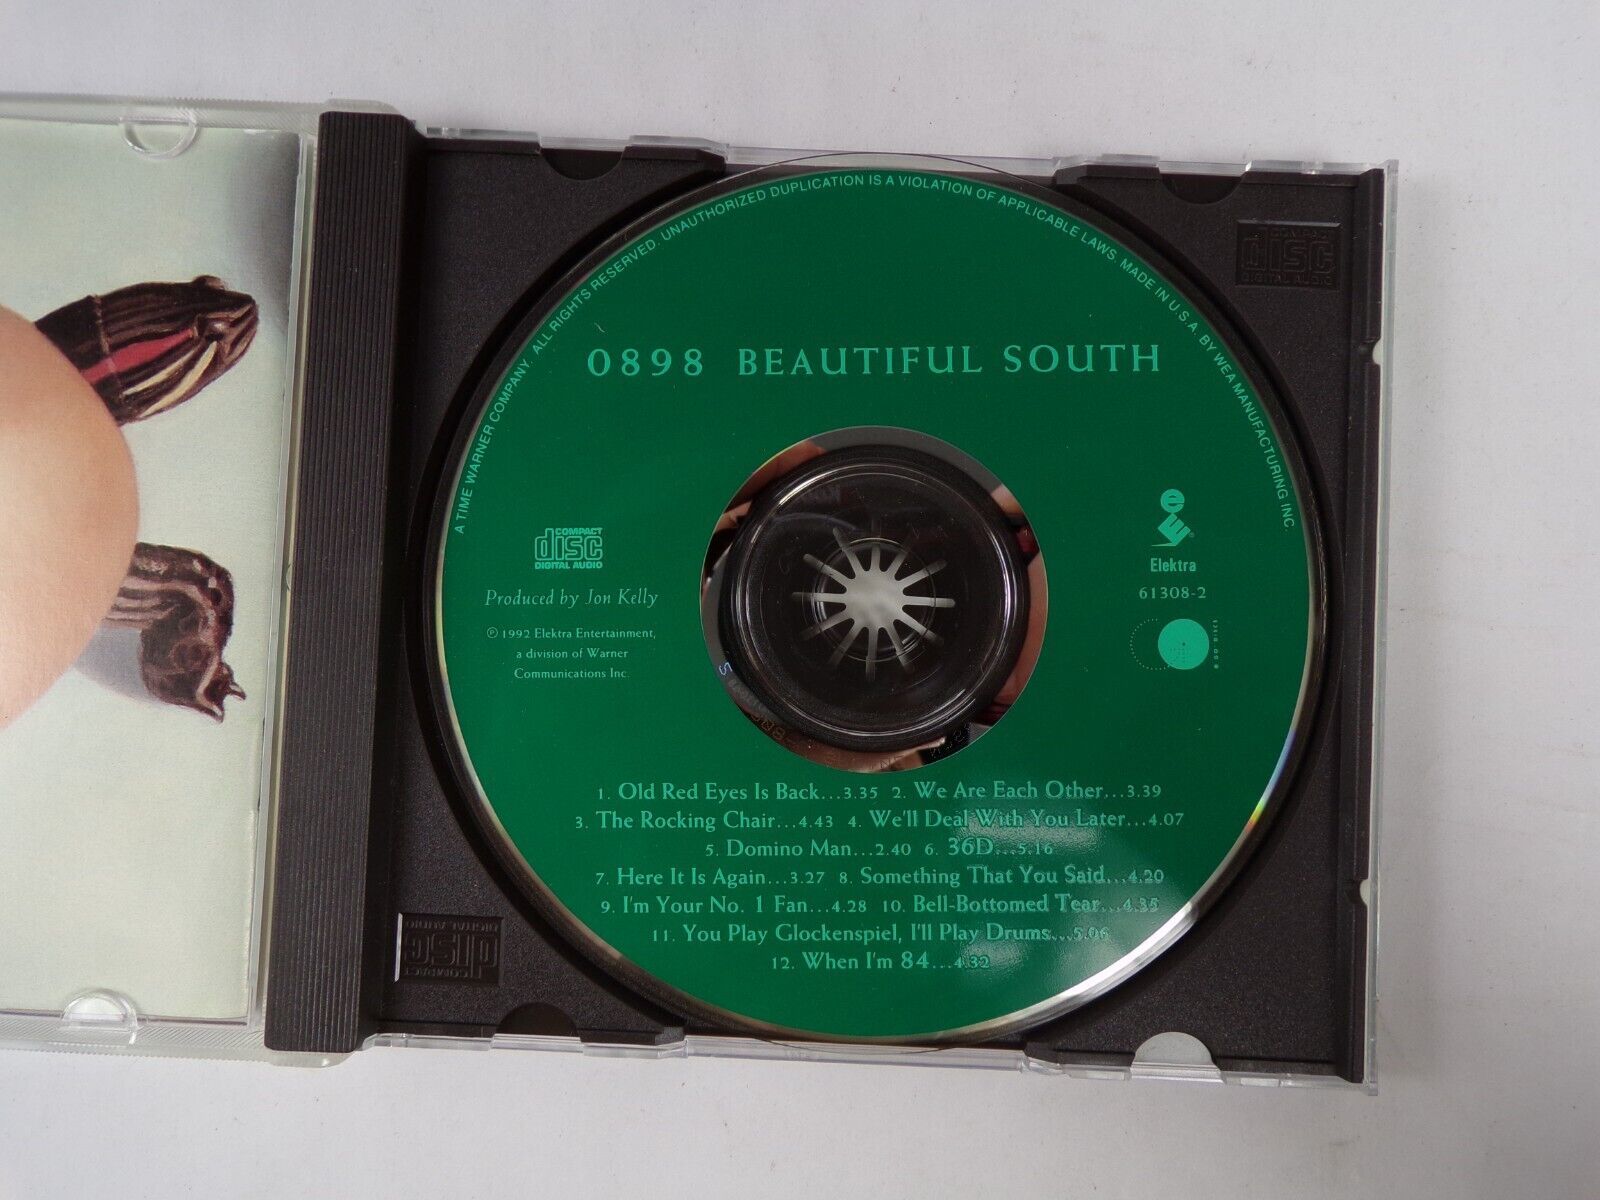 A TIME WARNER COMPANY. ALL RIGHTS RESERVED. UNAUTHORIZED DUPLICATION IS A VIOLATION OF APPLICABLE LAWS. MADE IN U.S.A. BY WEA MANUFACTURING INC.
COMPACT
disc
DIGITAL AUDIO
0898 BEAUTIFUL SOUTH
COMPACT
disc
DIGITAL AUDIO
Produced by Jon Kelly
℗ 1992 Elektra Entertainment,
a division of Warner
Communications Inc.
Elektra
61308-2
GO! DISCS
1. Old Red Eyes Is Back...3.35 2. We Are Each Other...3.39
3. The Rocking Chair...4.43 4. We'll Deal With You Later...4.07
5. Domino Man...2.40 6. 36D...5.16
7. Here It Is Again...3.27 8. Something That You Said...4.20
9. I'm Your No. 1 Fan...4.28 10. Bell-Bottomed Tear...4.35
11. You Play Glockenspiel, I'll Play Drums...5.06
12. When I'm 84...4.32
COMPACT
disc
DIGITAL AUDIO